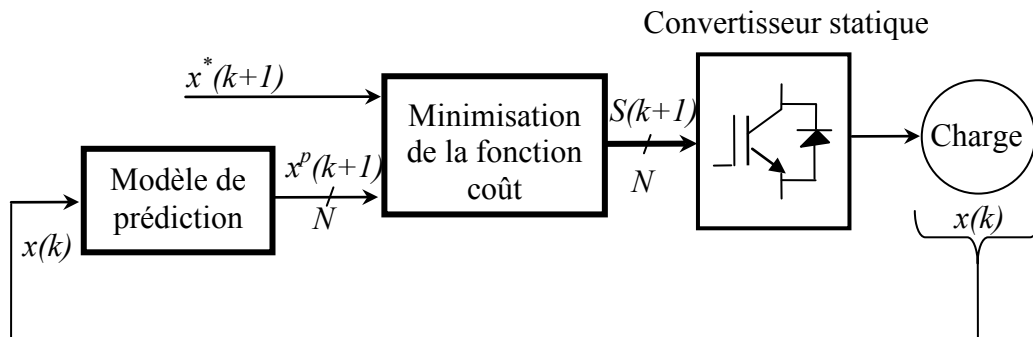 Convertisseur statique
x*(k+1)
Minimisation
de la fonction
coût
S(k+1)
N
Charge
Modèle de
prédiction
x^p(k+1)
N
x(k)
x(k)